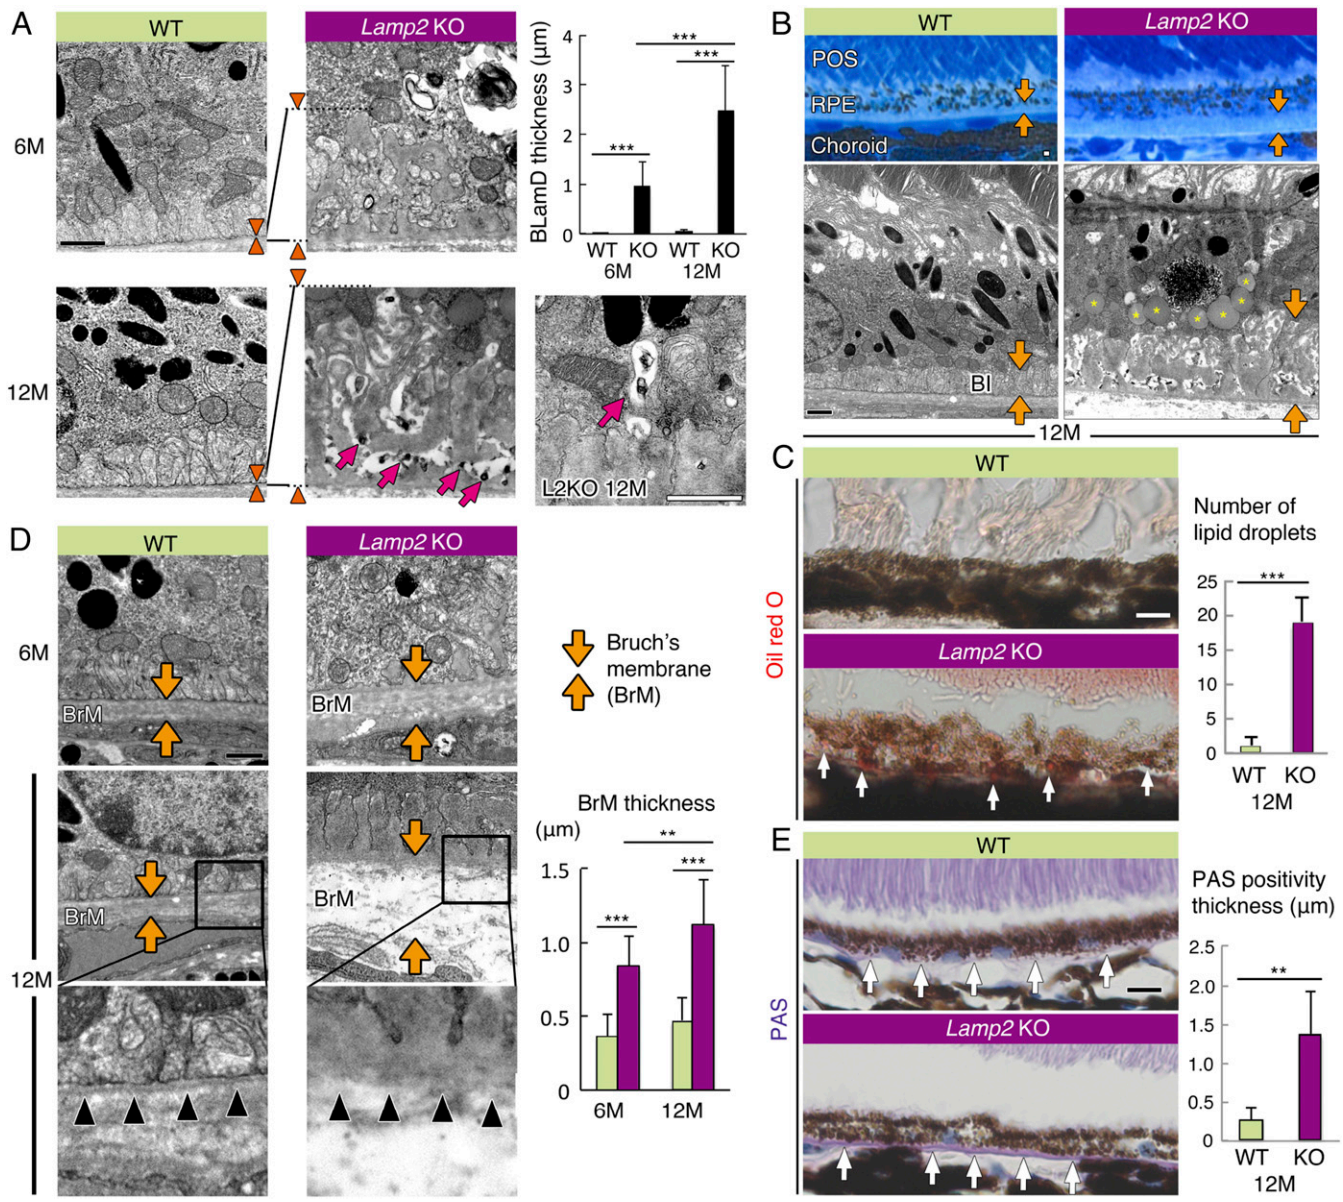 A
WT
Lamp2 KO
6M
12M
BLamD thickness (μm)
4
3
2
1
0
***
***
***
WT KO WT KO
6M 12M
L2KO 12M
B
WT
Lamp2 KO
POS
RPE
Choroid
BI
* * * * * * *
12M
C
WT
Lamp2 KO
Oil red O
Number of
lipid droplets
***
25
20
15
10
5
0
WT KO
12M
D
WT
Lamp2 KO
6M
BrM
BrM
Bruch's
membrane
(BrM)
12M
BrM
BrM
BrM thickness
(μm)
**
***
***
1.5
1.0
0.5
0
6M 12M
E
WT
Lamp2 KO
PAS
PAS positivity
thickness (μm)
**
2.5
2.0
1.5
1.0
0.5
0
WT KO
12M